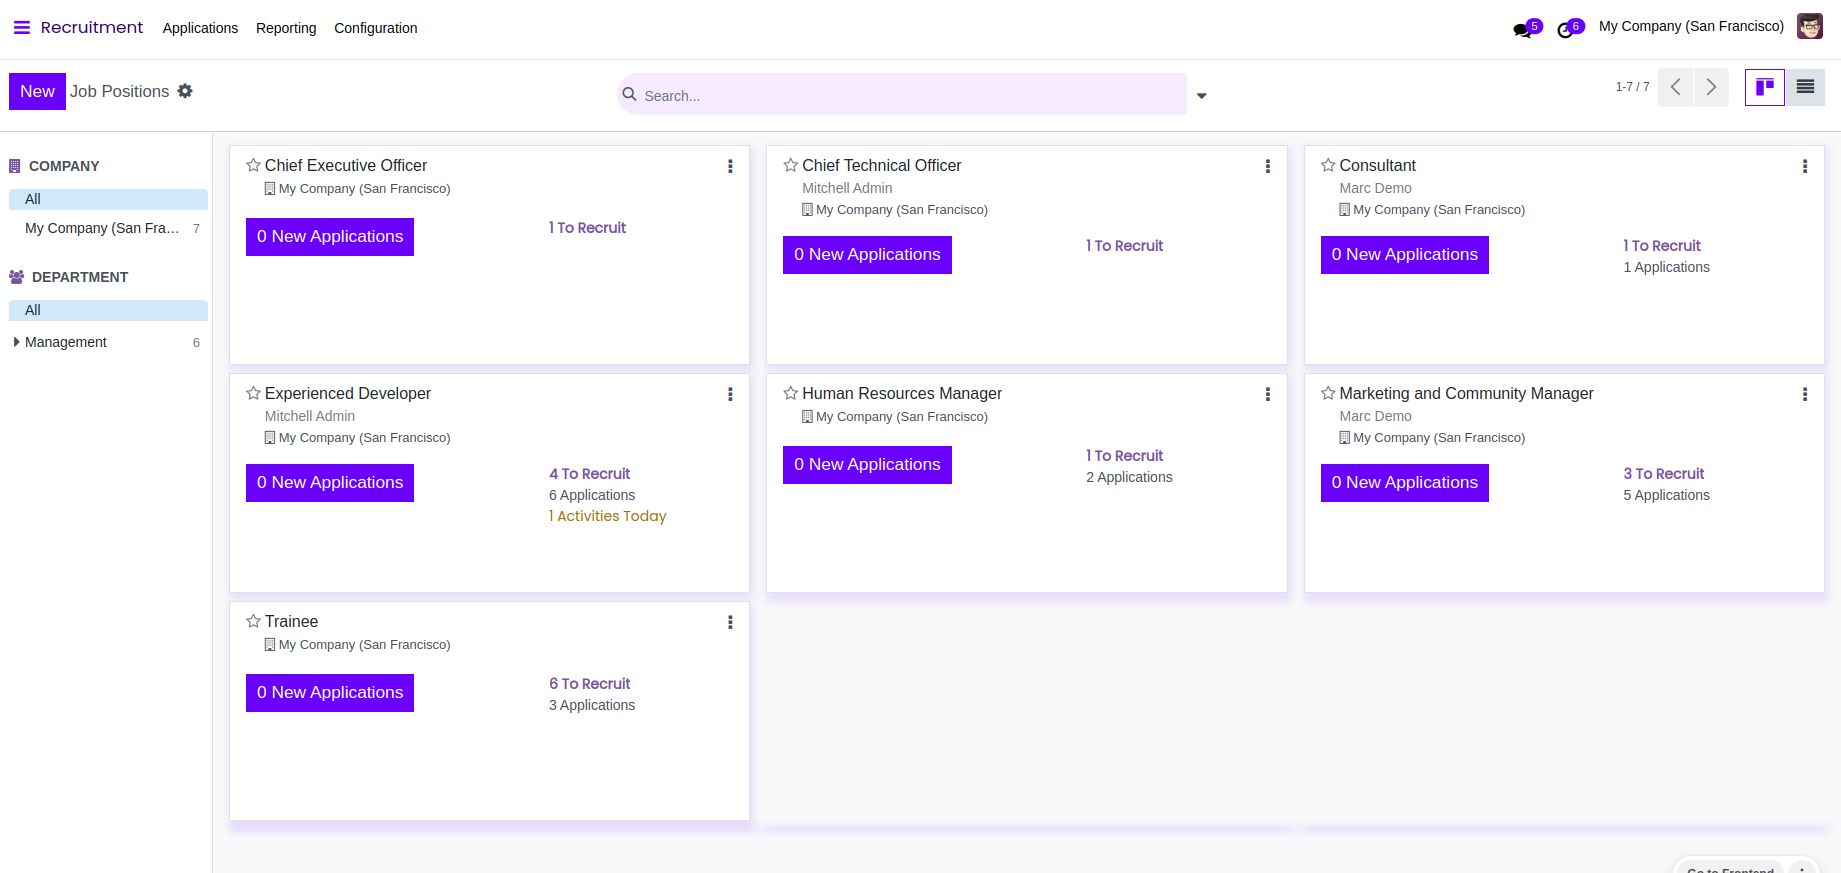 Recruitment Applications Reporting Configuration 5 6 My Company (San Francisco)
New Job Positions Search... 1-7 / 7
COMPANY
All
My Company (San Fra... 7
DEPARTMENT
All
Management 6
Chief Executive Officer
My Company (San Francisco)
0 New Applications
1 To Recruit
Chief Technical Officer
Mitchell Admin
My Company (San Francisco)
0 New Applications
1 To Recruit
Consultant
Marc Demo
My Company (San Francisco)
0 New Applications
1 To Recruit
1 Applications
Experienced Developer
Mitchell Admin
My Company (San Francisco)
0 New Applications
4 To Recruit
6 Applications
1 Activities Today
Human Resources Manager
My Company (San Francisco)
0 New Applications
1 To Recruit
2 Applications
Marketing and Community Manager
Marc Demo
My Company (San Francisco)
0 New Applications
3 To Recruit
5 Applications
Trainee
My Company (San Francisco)
0 New Applications
6 To Recruit
3 Applications
Go to Frontend